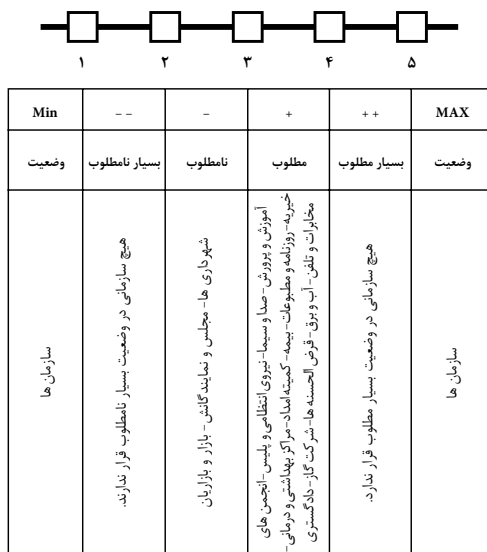 ۱ ۲ ۳ ۴ ۵
Min - - - + + + MAX
وضعیت بسیار نامطلوب نامطلوب مطلوب بسیار مطلوب وضعیت
سازمان ها
هیچ سازمانی در وضعیت بسیار نامطلوب قرار ندارند.
شهرداری ها- مجلس و نمایندگانش - بازار و بازاریان
آموزش و پرورش - صدا و سیما- نیروی انتظامی و پلیس- انجمن های
خیریه- روزنامه و مطبوعات- بیمه- کمیته امداد- مراکز بهداشتی و درمانی-
مخابرات و تلفن- آب و برق- قرض الحسنه ها- شرکت گاز- دادگستری
هیچ سازمانی در وضعیت بسیار مطلوب قرار ندارد.
سازمان ها